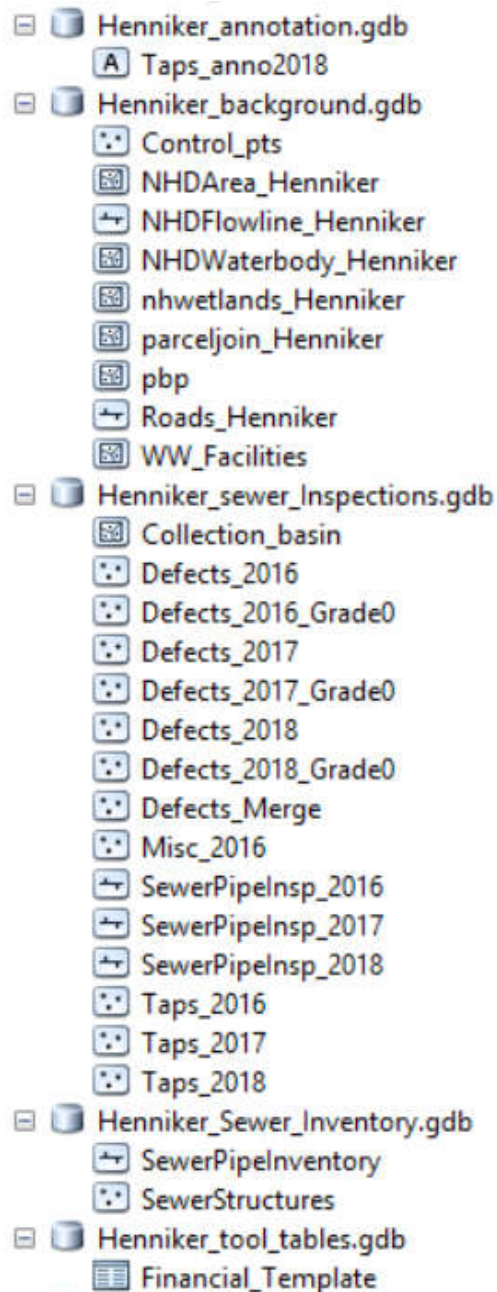 Henniker_annotation.gdb
A Taps_anno2018
Henniker_background.gdb
Control_pts
NHDArea_Henniker
NHDFlowline_Henniker
NHDWaterbody_Henniker
nhwetlands_Henniker
parceljoin_Henniker
pbp
Roads_Henniker
WW_Facilities
Henniker_sewer_Inspections.gdb
Collection_basin
Defects_2016
Defects_2016_Grade0
Defects_2017
Defects_2017_Grade0
Defects_2018
Defects_2018_Grade0
Defects_Merge
Misc_2016
SewerPipeInsp_2016
SewerPipeInsp_2017
SewerPipeInsp_2018
Taps_2016
Taps_2017
Taps_2018
Henniker_Sewer_Inventory.gdb
SewerPipeInventory
SewerStructures
Henniker_tool_tables.gdb
Financial_Template